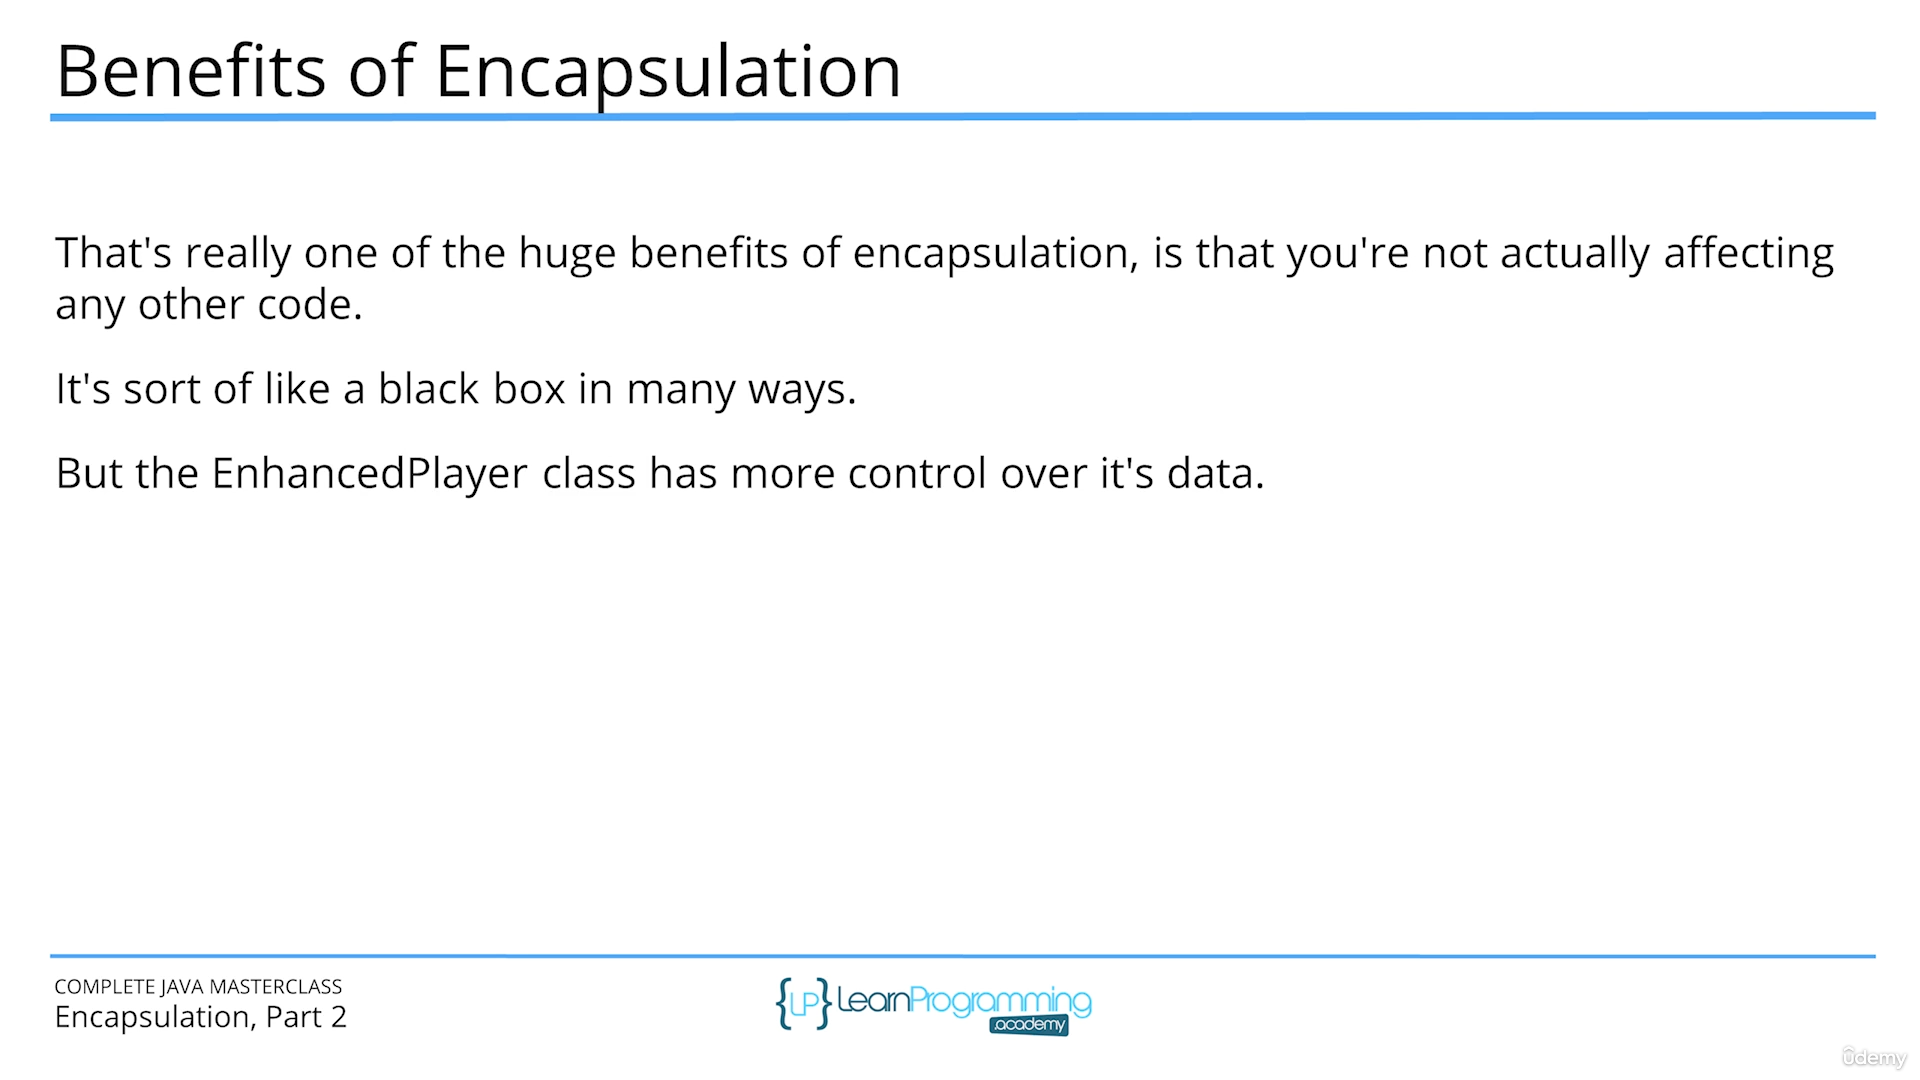 Benefits of Encapsulation
That's really one of the huge benefits of encapsulation, is that you're not actually affecting
any other code.
It's sort of like a black box in many ways.
But the EnhancedPlayer class has more control over it's data.
COMPLETE JAVA MASTERCLASS
Encapsulation, Part 2
{LP} LearnProgramming
.academy
ûdemy